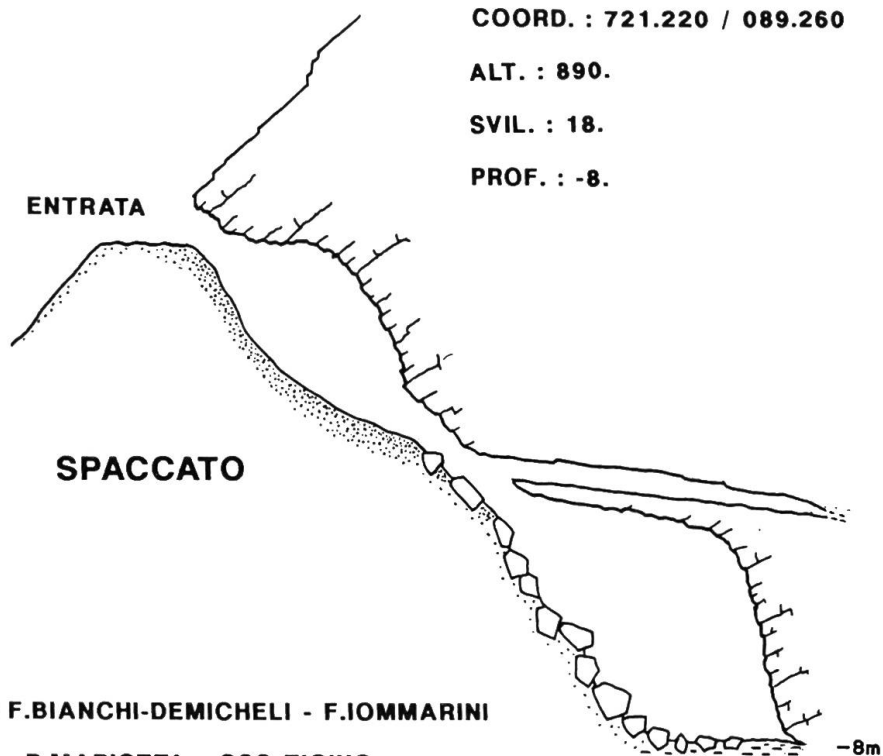 COORD. : 721.220 / 089.260
ALT. : 890.
SVIL. : 18.
PROF. : -8.
ENTRATA
SPACCATO
F.BIANCHI-DEMICHELI - F.IOMMARINI
-8m